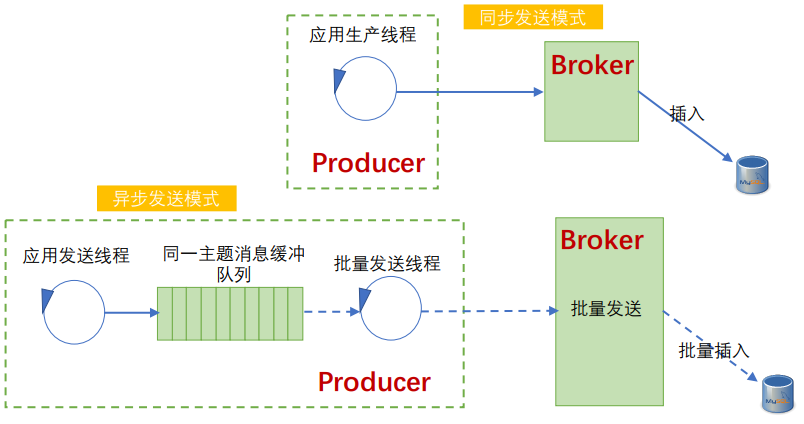 同步发送模式
应用生产线程
Broker
插入
Producer
MySQL
异步发送模式
应用发送线程
同一主题消息缓冲
队列
批量发送线程
Broker
批量发送
批量插入
Producer
MySQL